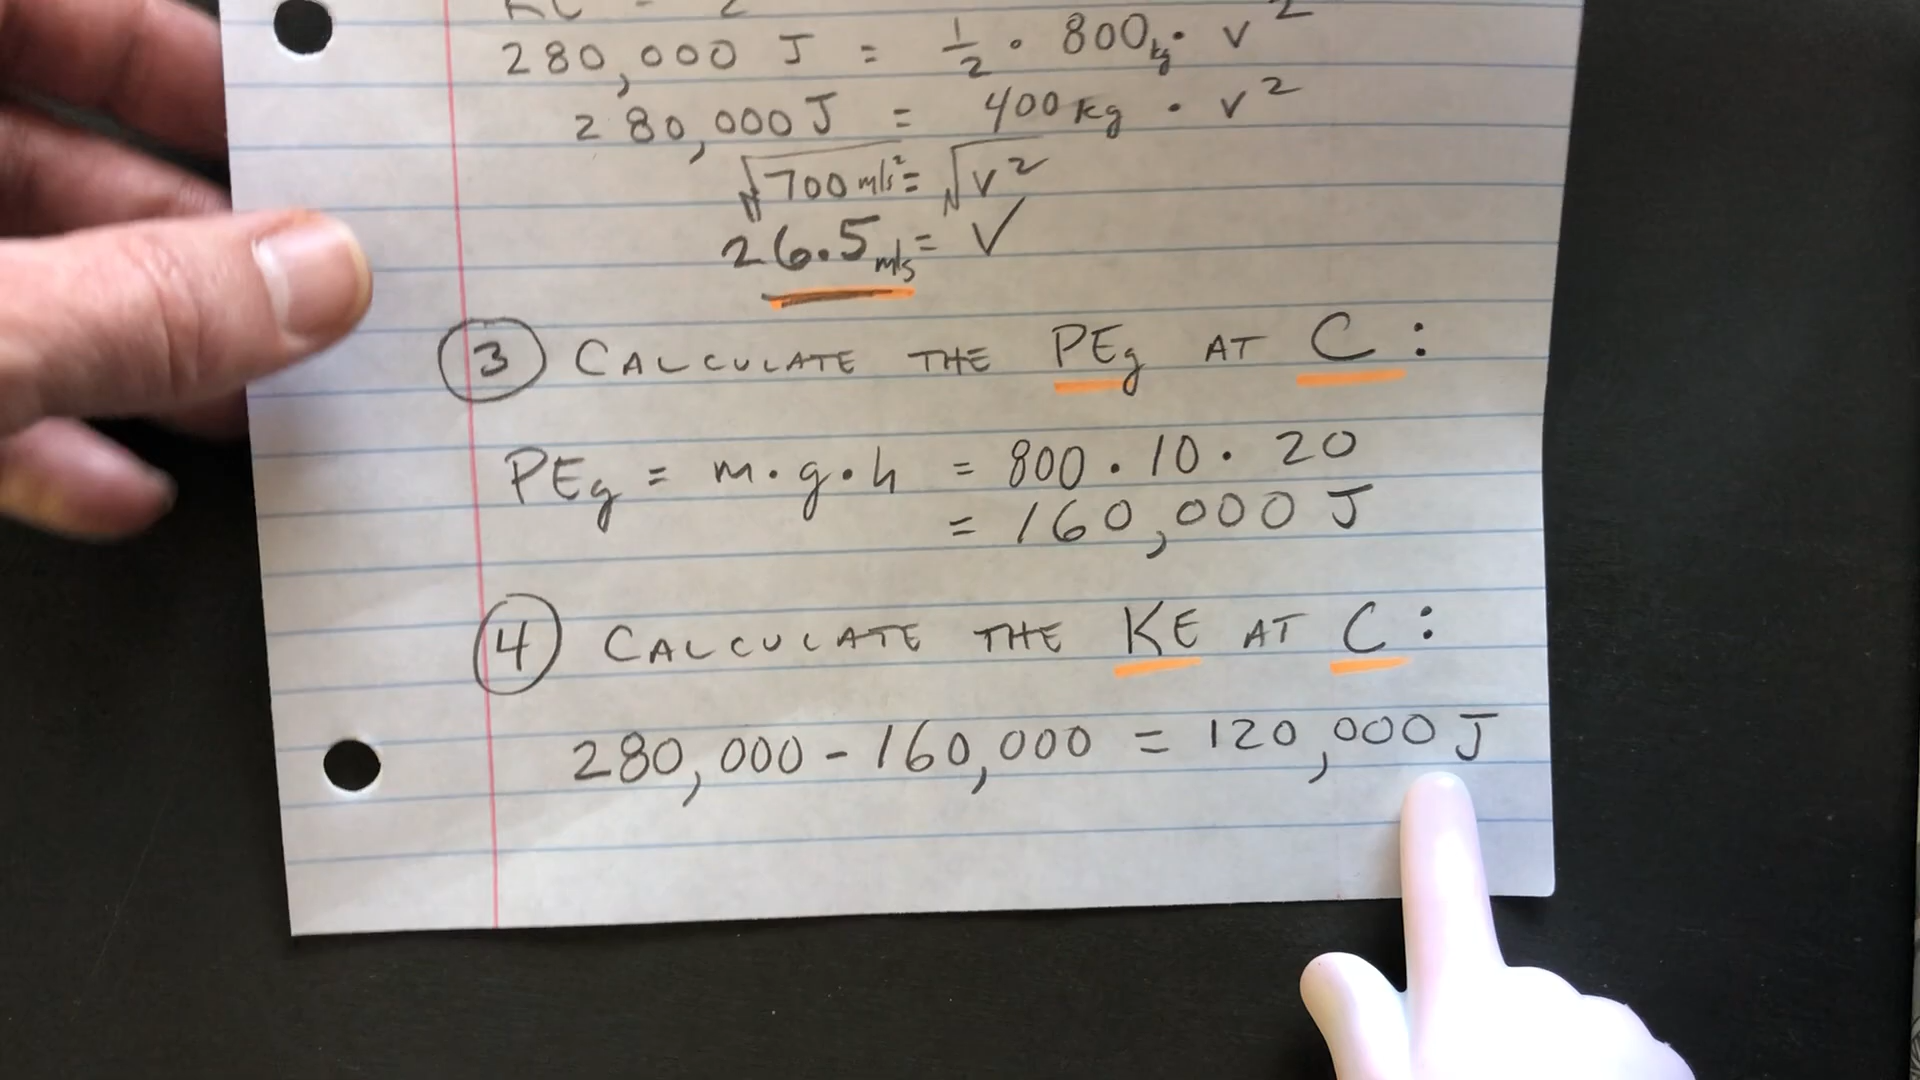 280,000 J = 1/2 • 800kg • v²
280,000 J = 400 kg • v²
√700 m/s² = √v²
26.5 m/s = V
3 CALCULATE THE PEg AT C:
PEg = m•g•h = 800 • 10 • 20
= 160,000 J
4 CALCULATE THE KE AT C:
280,000 - 160,000 = 120,000 J